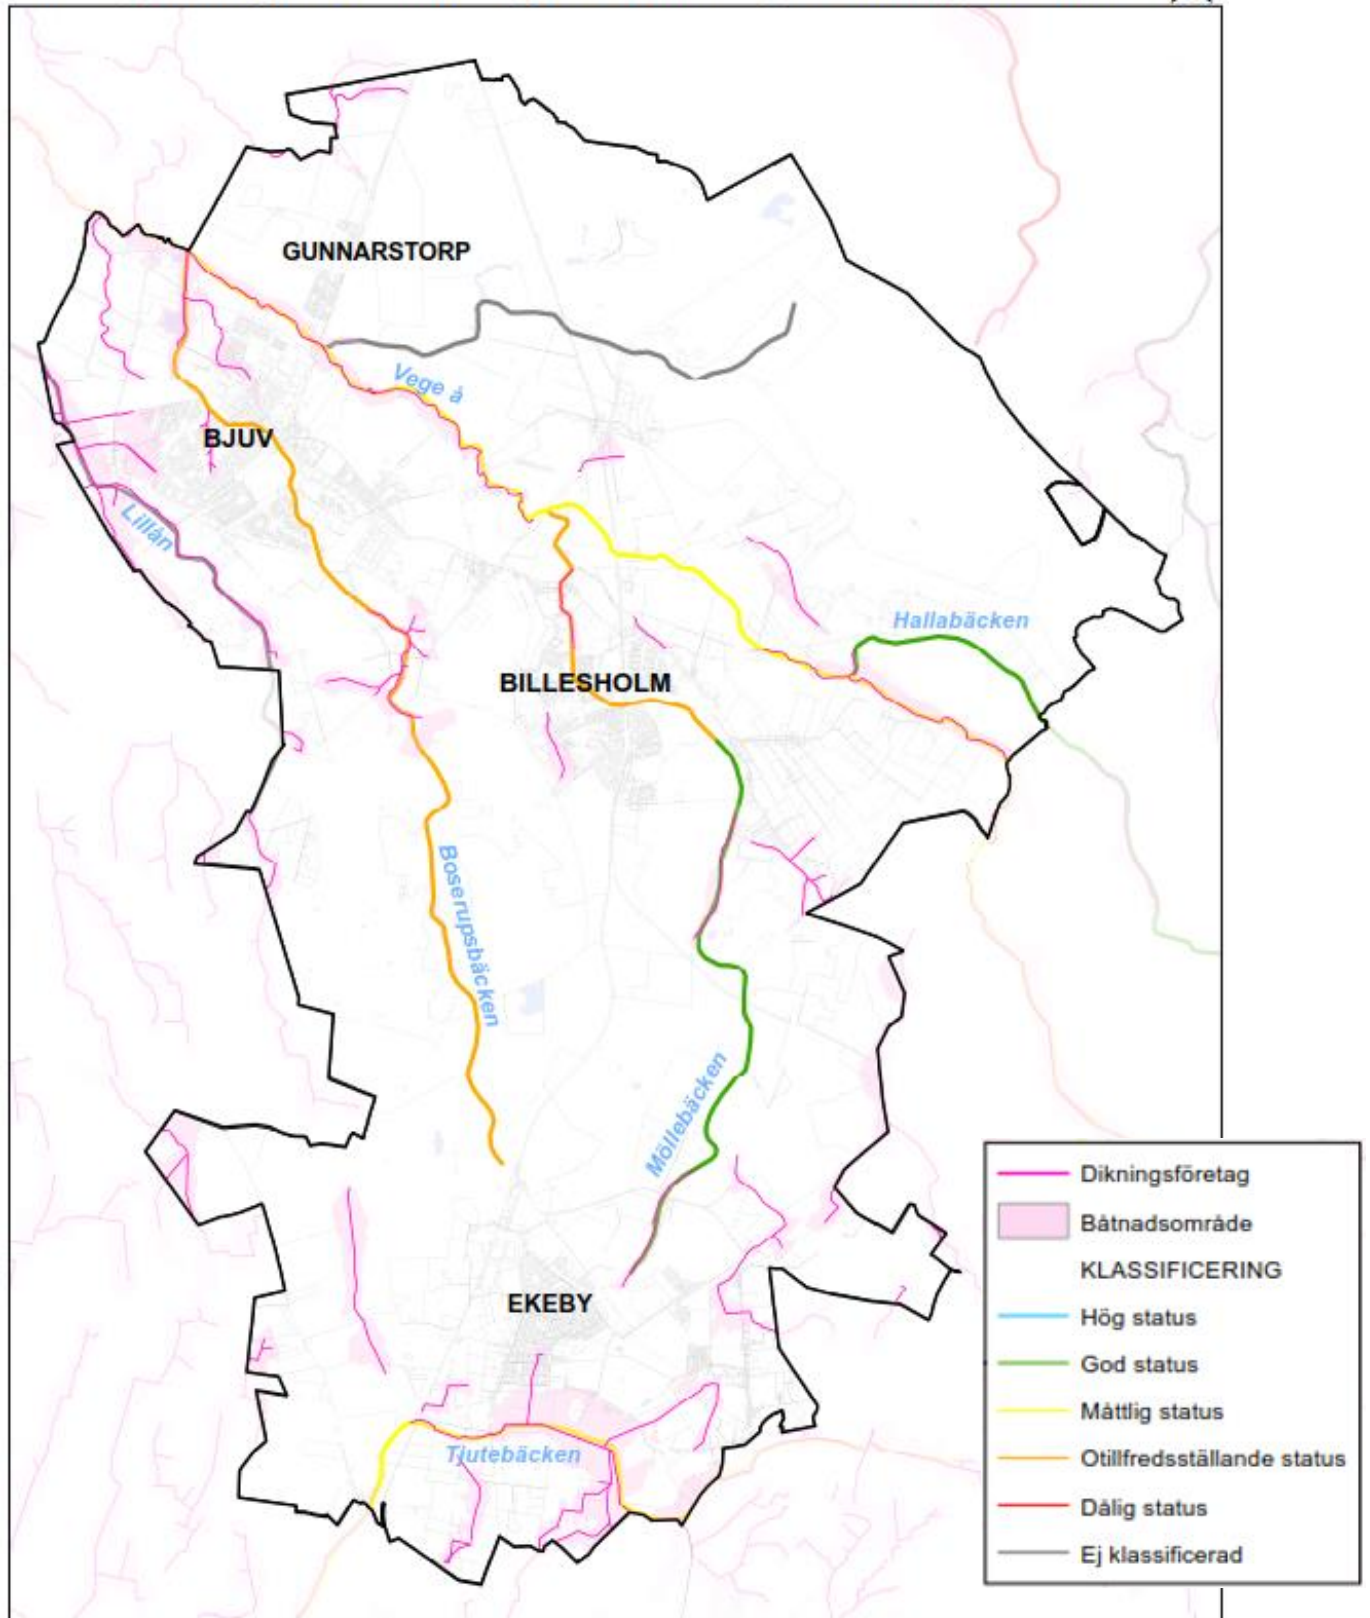 GUNNARSTORP
Vege å
BJUV
Lillån
Hallabäcken
BILLESHOLM
Boserupsbäcken
Möllebäcken
EKEBY
Tjutebäcken
Dikningsföretag
Båtnadsområde
KLASSIFICERING
Hög status
God status
Måttlig status
Otillfredsställande status
Dålig status
Ej klassificerad